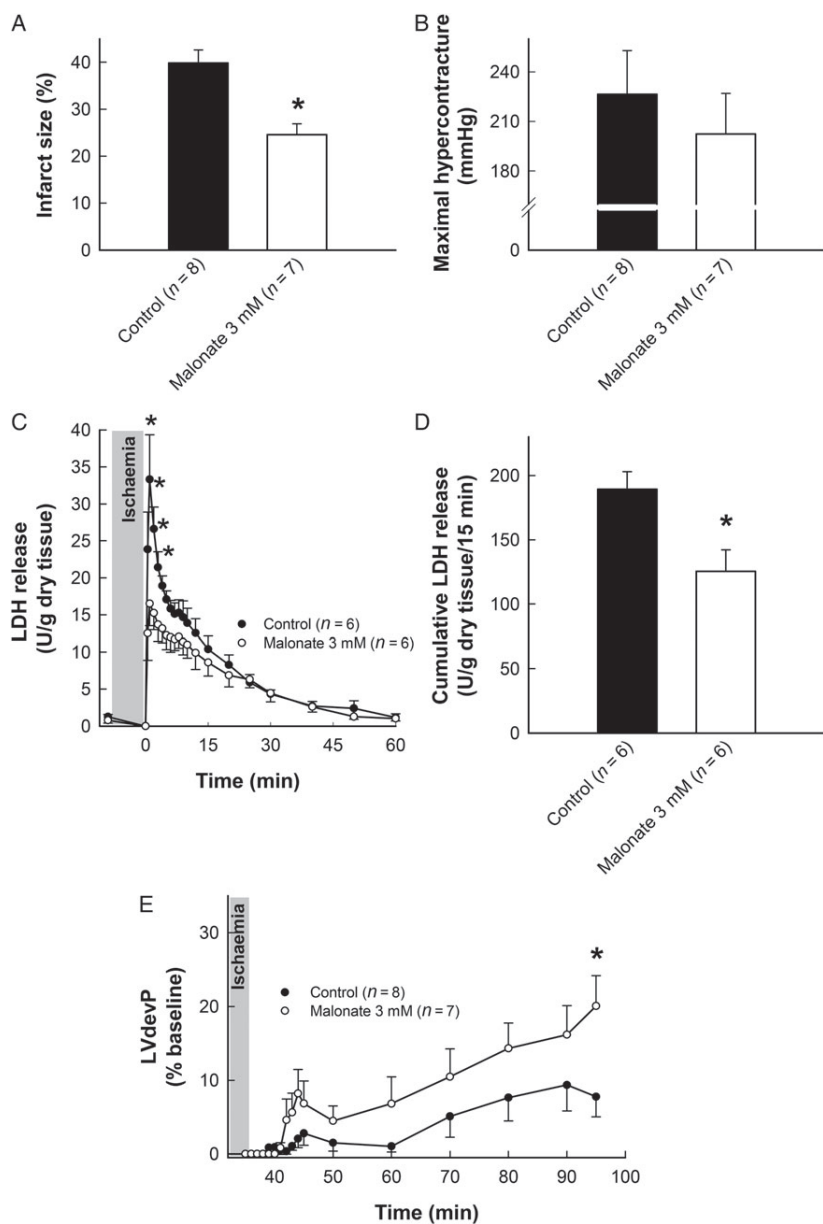 A
Infarct size (%)
40
30
20
10
0
*
Control (n = 8)
Malonate 3 mM (n = 7)
B
Maximal hypercontracture
(mmHg)
240
210
180
0
Control (n = 8)
Malonate 3 mM (n = 7)
C
LDH release
(U/g dry tissue)
40
35
30
25
20
15
10
5
0
Ischaemia
*
*
*
*
Control (n = 6)
Malonate 3 mM (n = 6)
0 15 30 45 60
Time (min)
D
Cumulative LDH release
(U/g dry tissue/15 min)
200
150
100
50
0
*
Control (n = 6)
Malonate 3 mM (n = 6)
E
LVdevP
(% baseline)
30
20
10
0
Ischaemia
*
Control (n = 8)
Malonate 3 mM (n = 7)
40 50 60 70 80 90 100
Time (min)